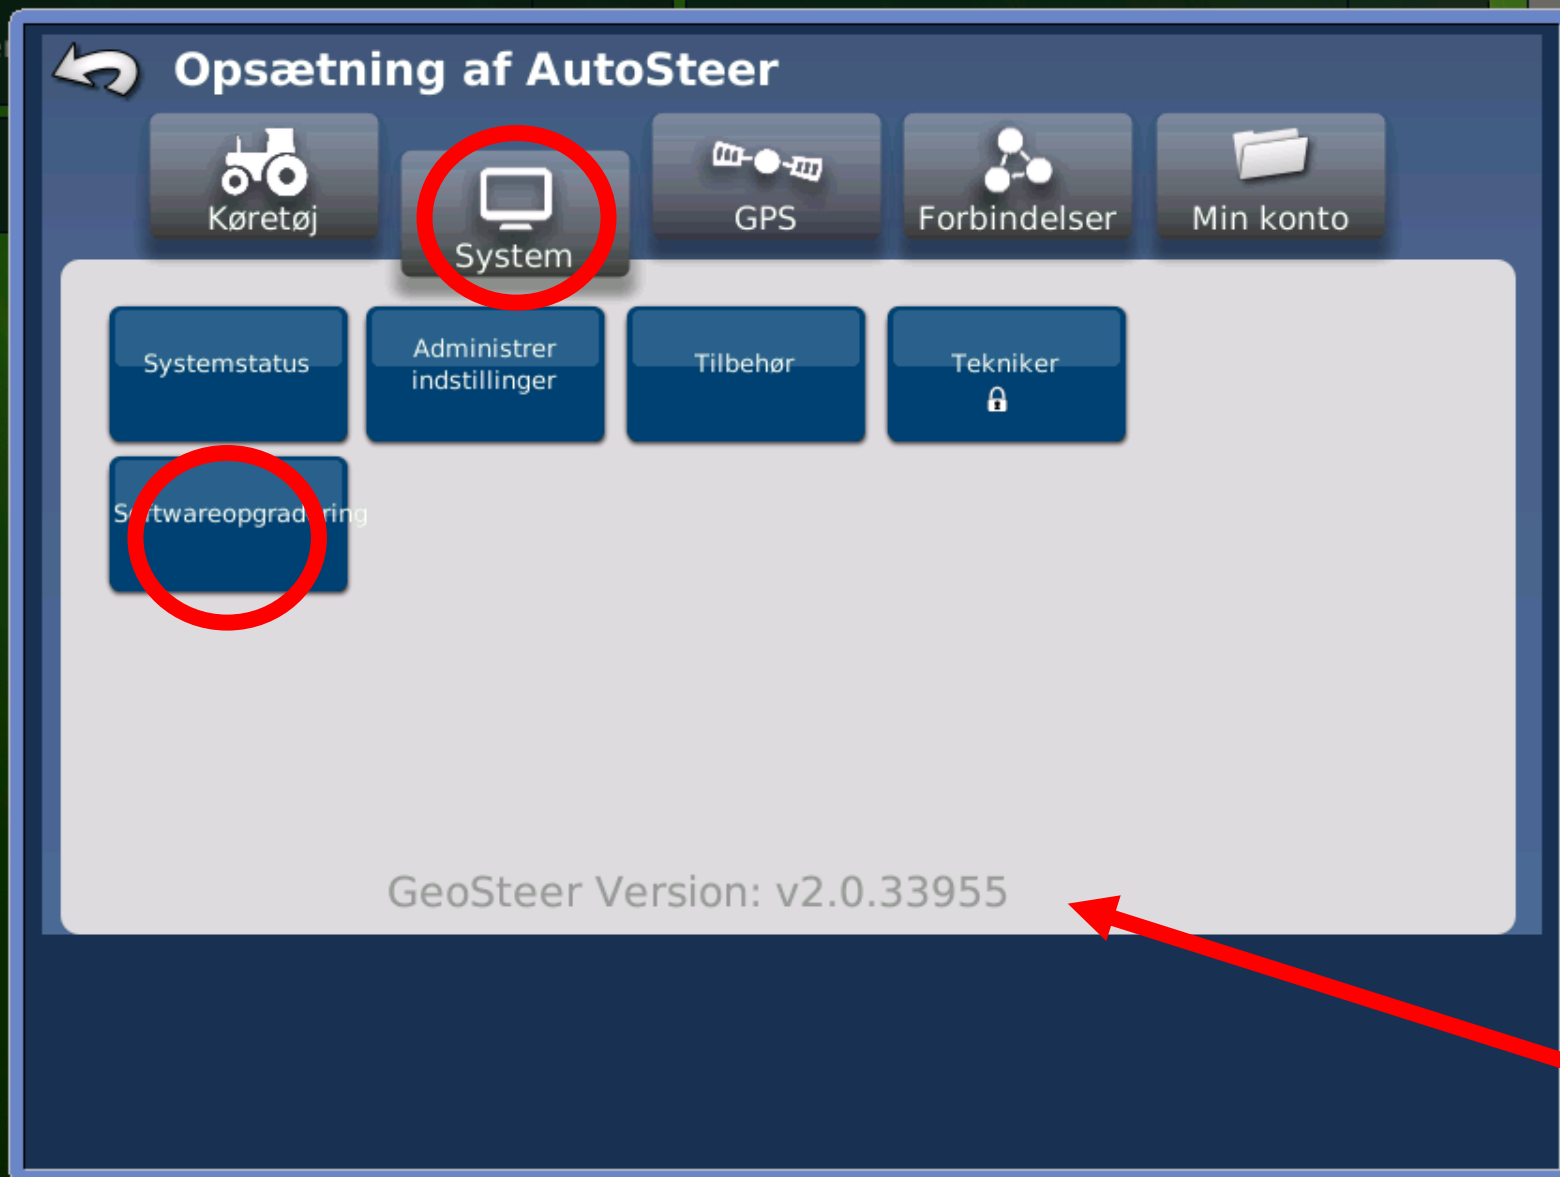 Opsætning af AutoSteer
Køretøj
System
GPS
Forbindelser
Min konto
Systemstatus
Administrer
indstillinger
Tilbehør
Tekniker
Softwareopgradering
GeoSteer Version: v2.0.33955